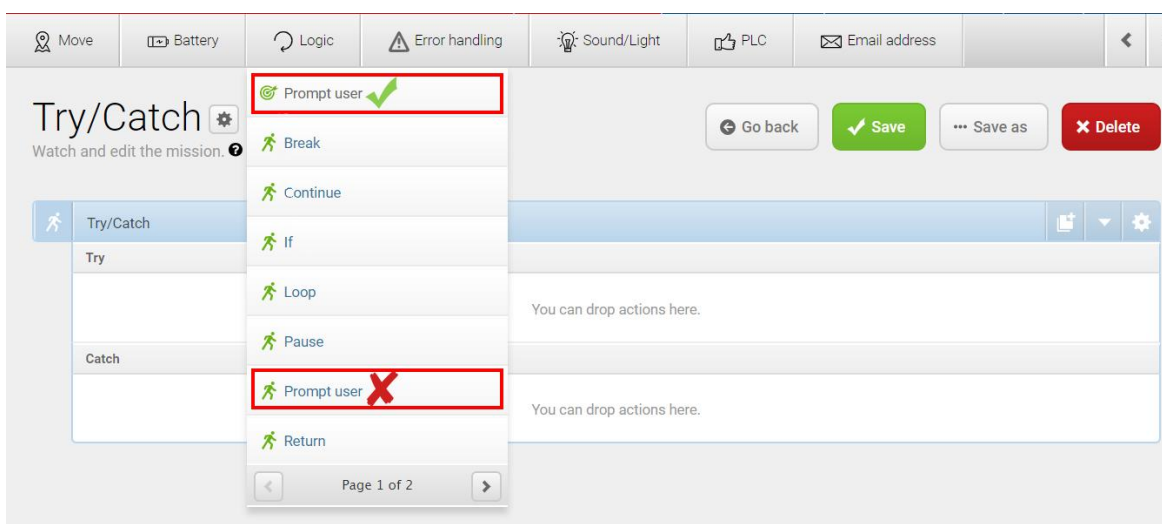 Move Battery Logic Error handling Sound/Light PLC Email address
Prompt user
Try/Catch
Go back Save Save as Delete
Watch and edit the mission.
Break
Continue
Try/Catch
If
Try
Loop
You can drop actions here.
Pause
Catch
Prompt user
You can drop actions here.
Return
Page 1 of 2